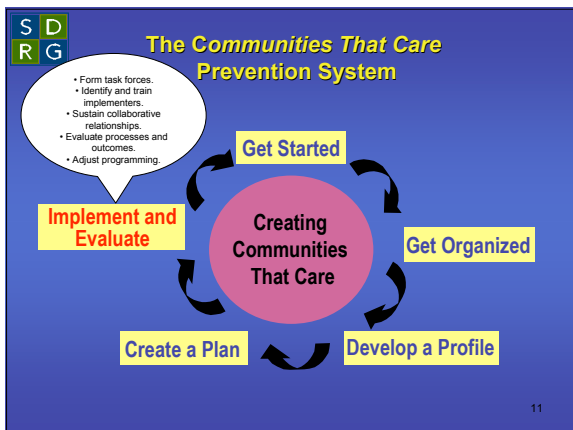 S D
R G
The Communities That Care
Prevention System
• Form task forces.
• Identify and train
implementers.
• Sustain collaborative
relationships.
• Evaluate processes and
outcomes.
• Adjust programming.
Get Started
Implement and
Evaluate
Creating
Communities
That Care
Get Organized
Create a Plan
Develop a Profile
11